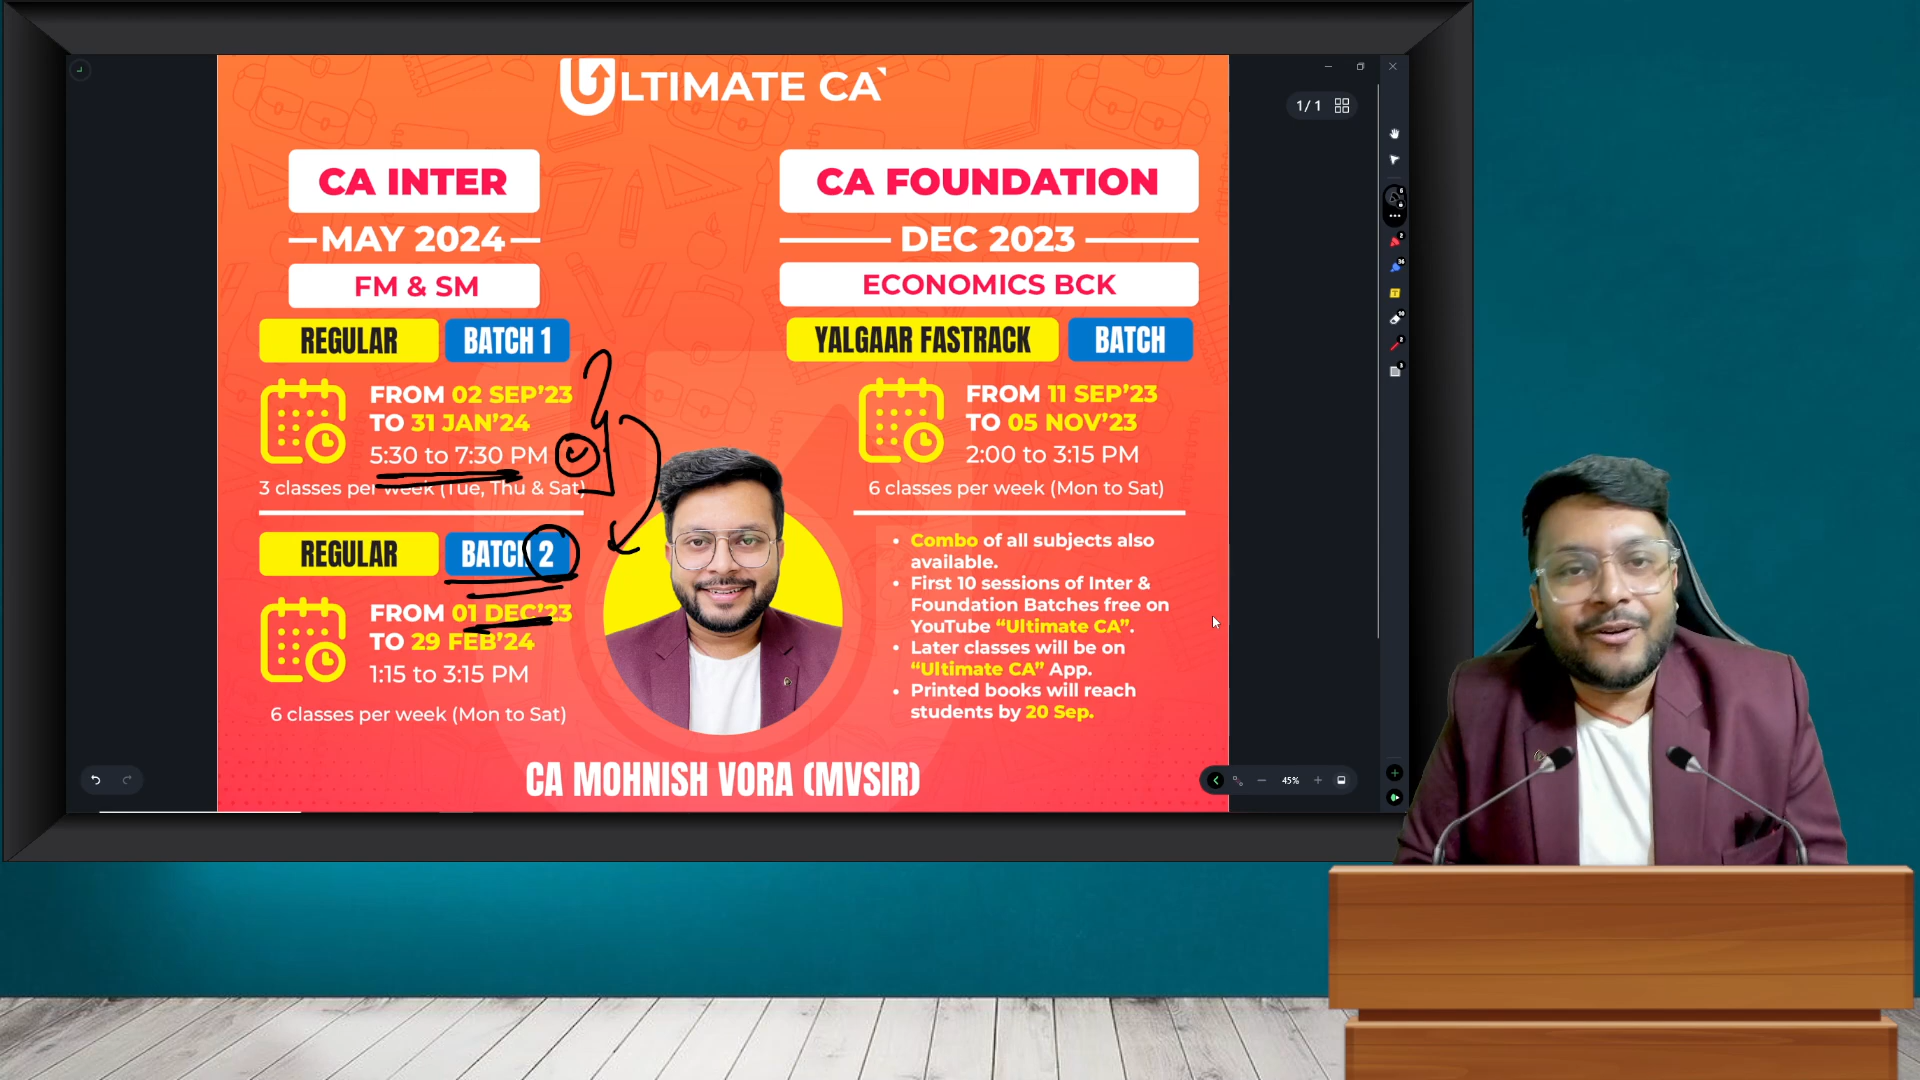 ULTIMATE CA
1/1
CA INTER
MAY 2024
FM & SM
REGULAR BATCH 1
FROM 02 SEP'23
TO 31 JAN'24
5:30 to 7:30 PM
3 classes per week (Tue, Thu & Sat)
REGULAR BATCH 2
FROM 01 DEC'23
TO 29 FEB'24
1:15 to 3:15 PM
6 classes per week (Mon to Sat)
CA FOUNDATION
DEC 2023
ECONOMICS BCK
YALGAAR FASTRACK BATCH
FROM 11 SEP'23
TO 05 NOV'23
2:00 to 3:15 PM
6 classes per week (Mon to Sat)
• Combo of all subjects also
available.
• First 10 sessions of Inter &
Foundation Batches free on
YouTube “Ultimate CA”.
• Later classes will be on
“Ultimate CA” App.
• Printed books will reach
students by 20 Sep.
CA MOHNISH VORA (MVSIR)
45%